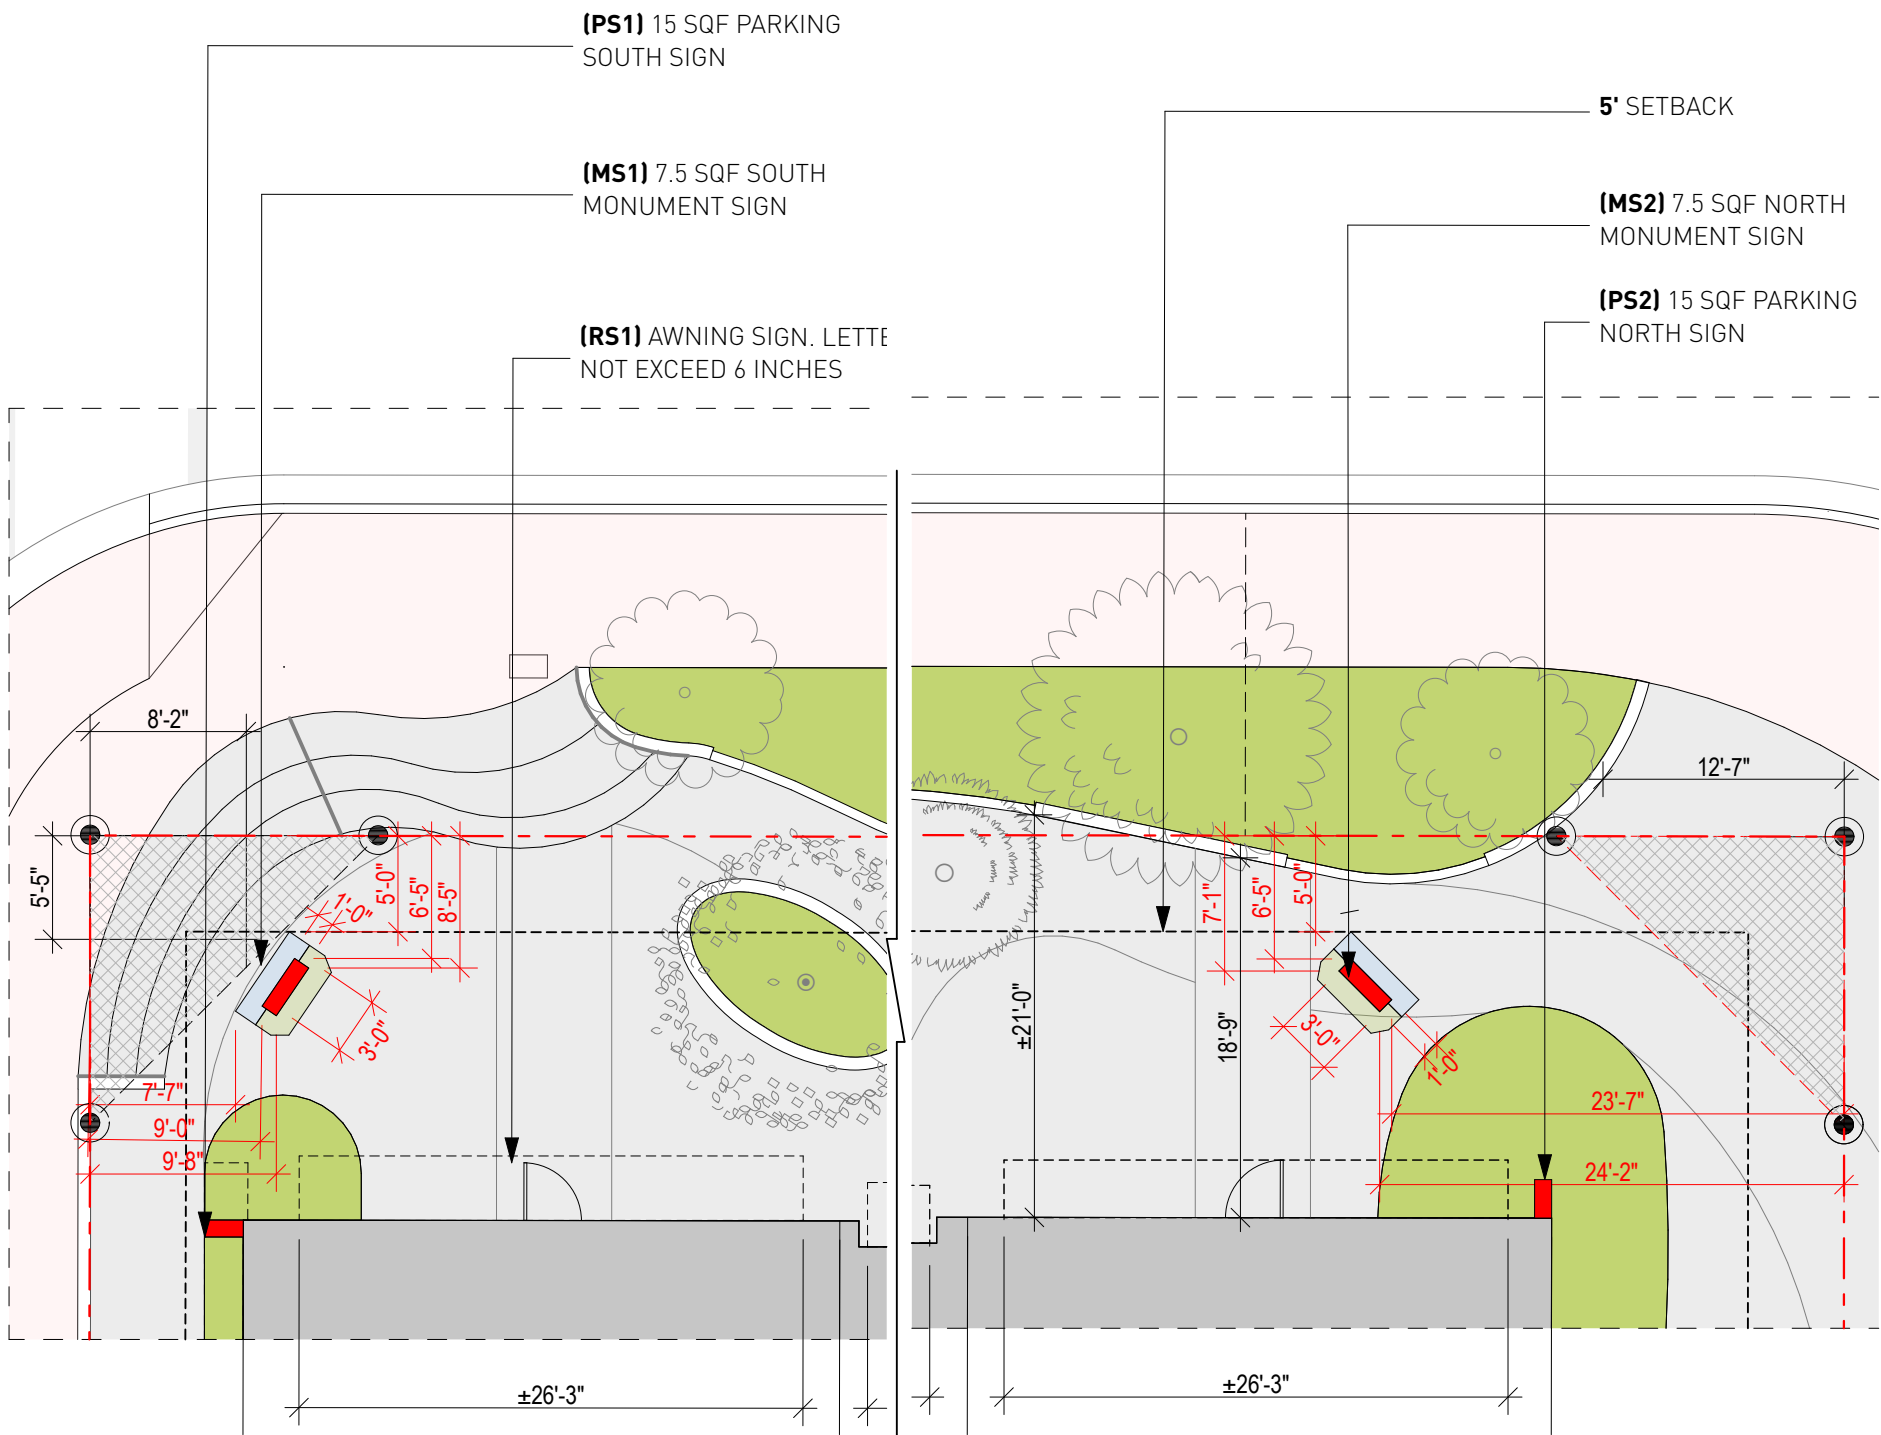 (PS1) 15 SQF PARKING
SOUTH SIGN
5' SETBACK
(MS1) 7.5 SQF SOUTH
MONUMENT SIGN
(MS2) 7.5 SQF NORTH
MONUMENT SIGN
(PS2) 15 SQF PARKING
NORTH SIGN
(RS1) AWNING SIGN. LETTE
NOT EXCEED 6 INCHES
8'-2"
12'-7"
5'-5"
1'-0"
5'-0"
6'-5"
8'-5"
7'-1"
6'-5"
5'-0"
3'-0"
±21'-0"
18'-9"
3'-0"
1'-0"
7'-7"
9'-0"
9'-8"
23'-7"
24'-2"
±26'-3"
±26'-3"